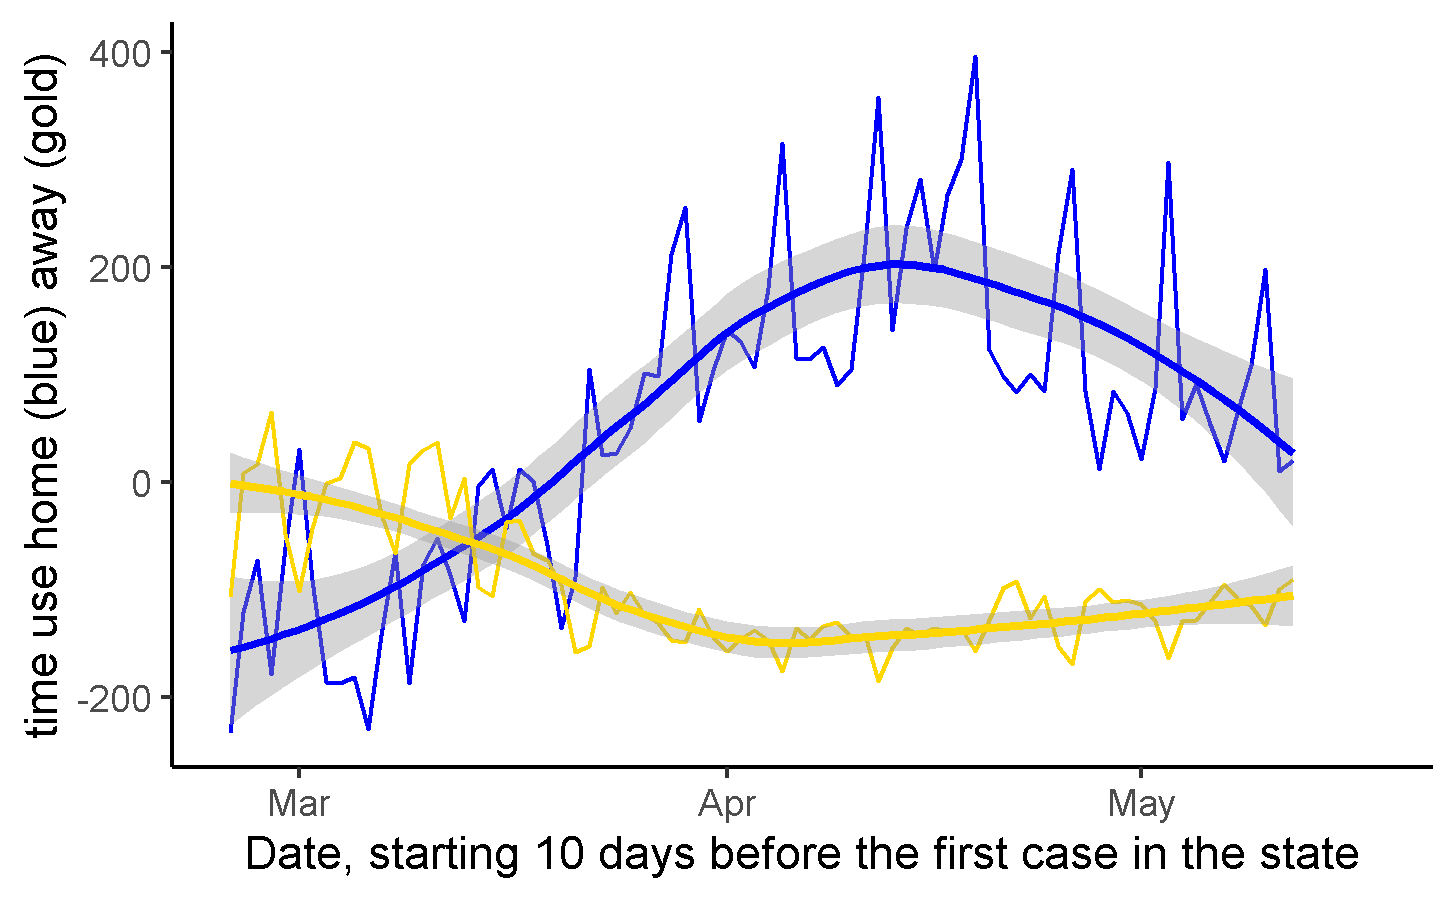 time use home (blue) away (gold)
400
200
0
-200
Mar
Apr
May
Date, starting 10 days before the first case in the state